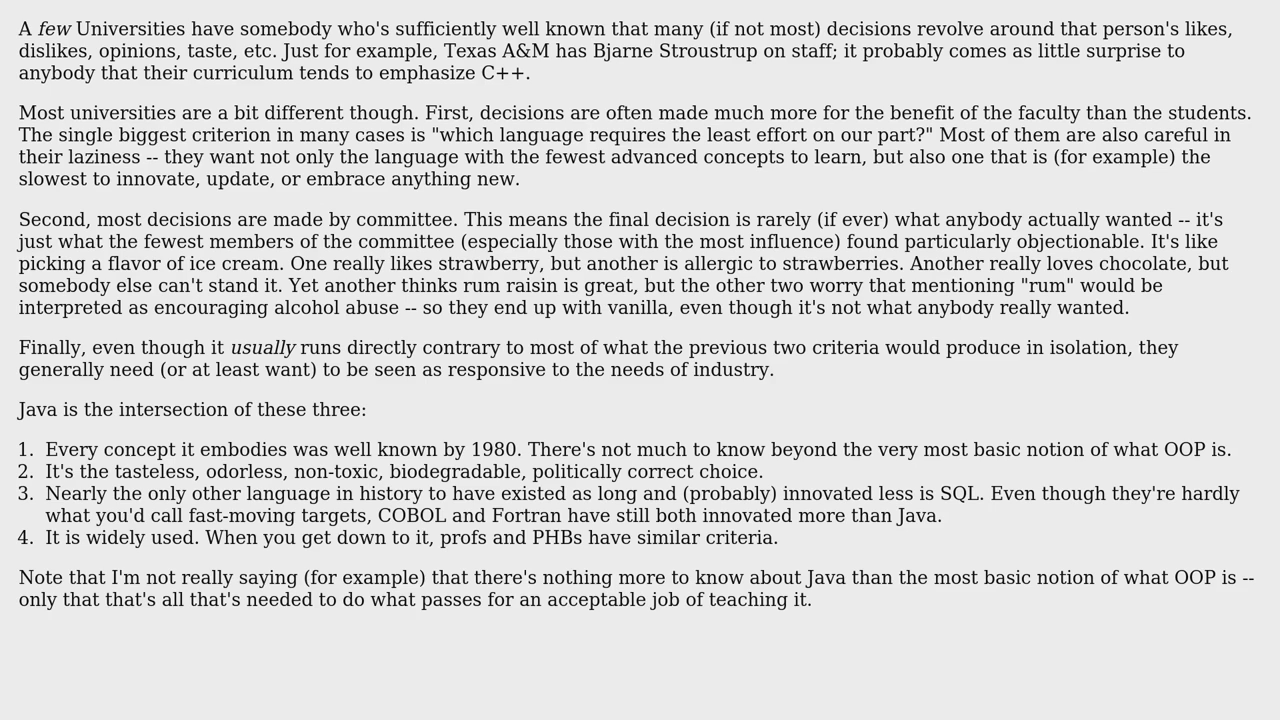 A few Universities have somebody who's sufficiently well known that many (if not most) decisions revolve around that person's likes,
dislikes, opinions, taste, etc. Just for example, Texas A&M has Bjarne Stroustrup on staff; it probably comes as little surprise to
anybody that their curriculum tends to emphasize C++.
Most universities are a bit different though. First, decisions are often made much more for the benefit of the faculty than the students.
The single biggest criterion in many cases is "which language requires the least effort on our part?" Most of them are also careful in
their laziness -- they want not only the language with the fewest advanced concepts to learn, but also one that is (for example) the
slowest to innovate, update, or embrace anything new.
Second, most decisions are made by committee. This means the final decision is rarely (if ever) what anybody actually wanted -- it's
just what the fewest members of the committee (especially those with the most influence) found particularly objectionable. It's like
picking a flavor of ice cream. One really likes strawberry, but another is allergic to strawberries. Another really loves chocolate, but
somebody else can't stand it. Yet another thinks rum raisin is great, but the other two worry that mentioning "rum" would be
interpreted as encouraging alcohol abuse -- so they end up with vanilla, even though it's not what anybody really wanted.
Finally, even though it usually runs directly contrary to most of what the previous two criteria would produce in isolation, they
generally need (or at least want) to be seen as responsive to the needs of industry.
Java is the intersection of these three:
1. Every concept it embodies was well known by 1980. There's not much to know beyond the very most basic notion of what OOP is.
2. It's the tasteless, odorless, non-toxic, biodegradable, politically correct choice.
3. Nearly the only other language in history to have existed as long and (probably) innovated less is SQL. Even though they're hardly
what you'd call fast-moving targets, COBOL and Fortran have still both innovated more than Java.
4. It is widely used. When you get down to it, profs and PHBs have similar criteria.
Note that I'm not really saying (for example) that there's nothing more to know about Java than the most basic notion of what OOP is --
only that that's all that's needed to do what passes for an acceptable job of teaching it.